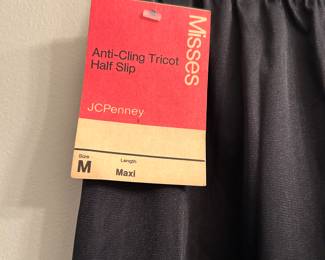 Misses
Anti-Cling Tricot
Half Slip
JCPenney
Size
M
Length
Maxi